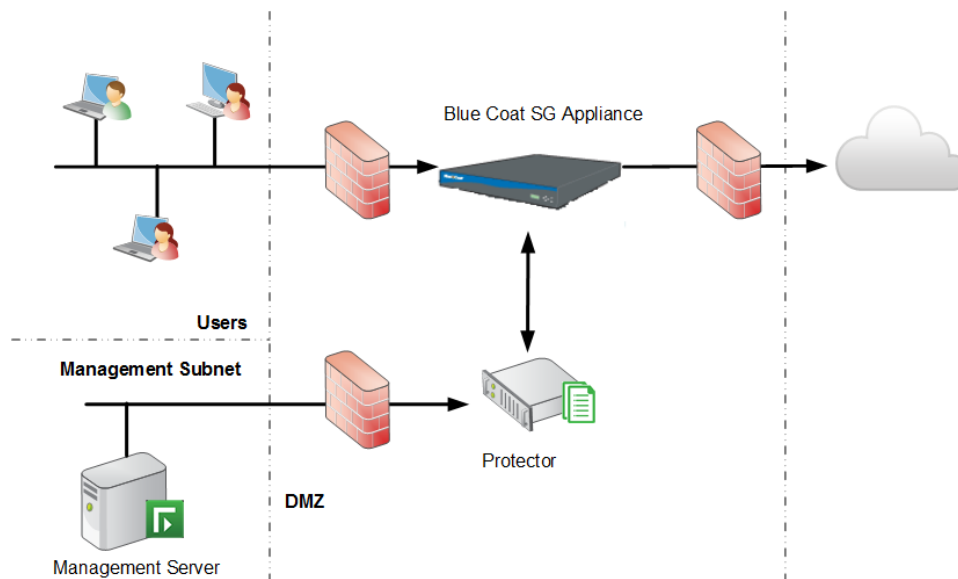 Blue Coat SG Appliance
Users
Management Subnet
Protector
DMZ
Management Server